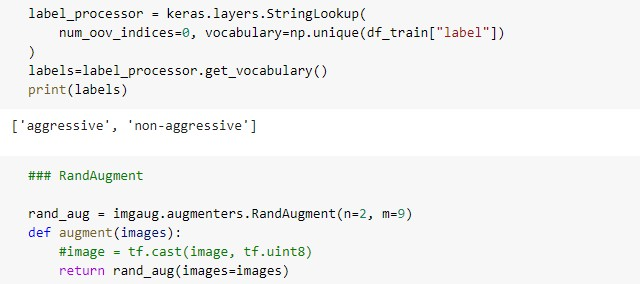 label_processor = keras.layers.StringLookup(
    num_oov_indices=0, vocabulary=np.unique(df_train["label"])
)
labels=label_processor.get_vocabulary()
print(labels)
['aggressive', 'non-aggressive']
### RandAugment
rand_aug = imgaug.augmenters.RandAugment(n=2, m=9)
def augment(images):
    #image = tf.cast(image, tf.uint8)
    return rand_aug(images=images)